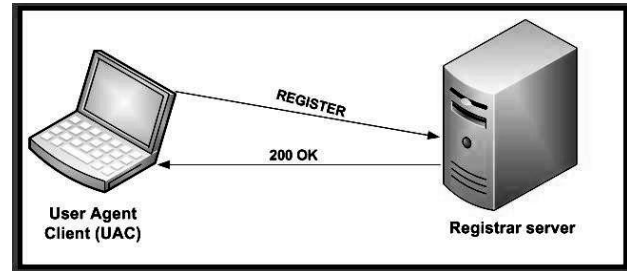 REGISTER
200 OK
User Agent
Client (UAC)
Registrar server